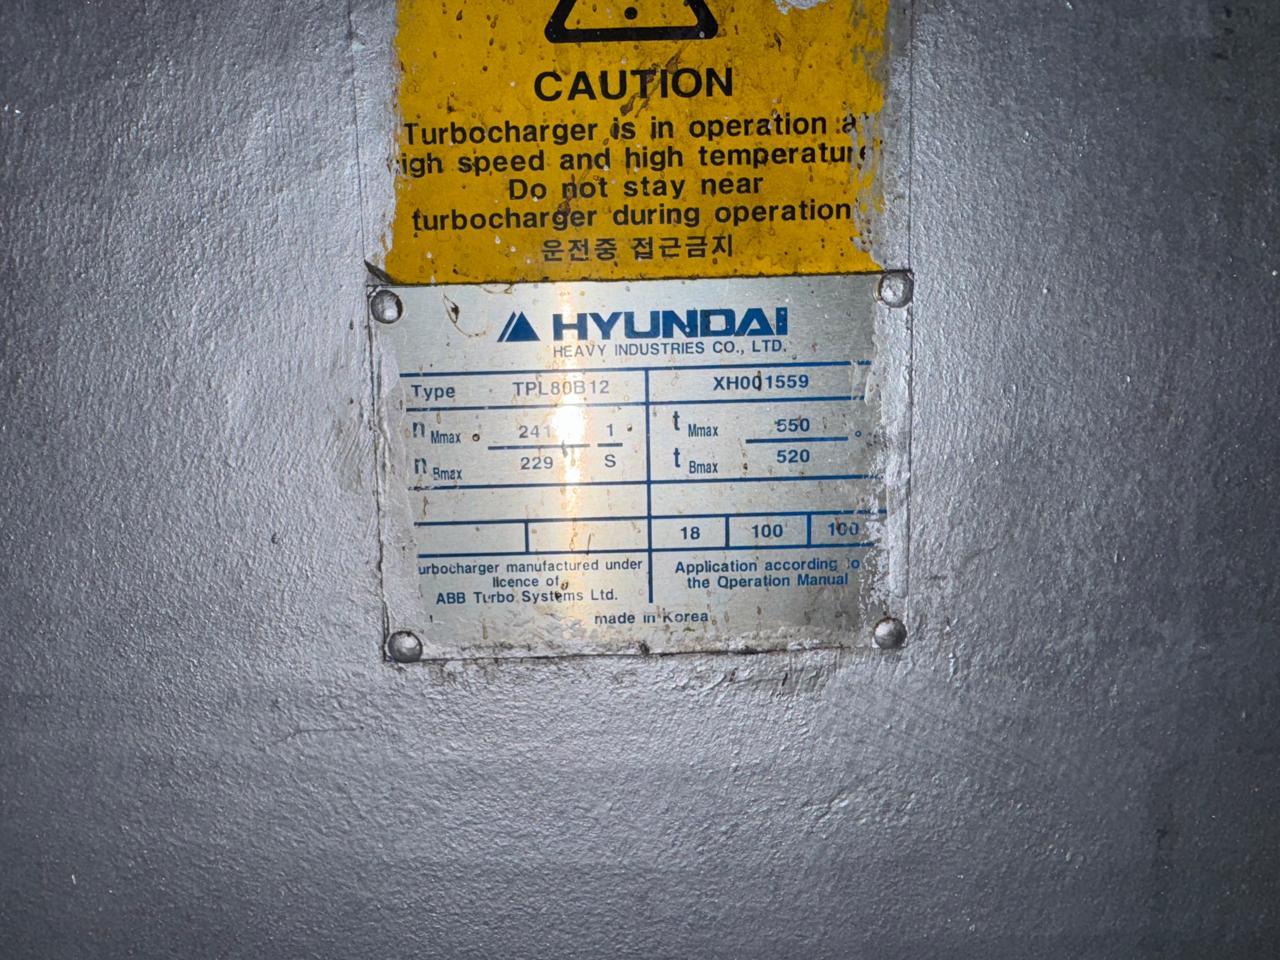 CAUTION
Turbocharger is in operation a
igh speed and high temperature
Do not stay near
turbocharger during operation
운전중 접근금지
HYUNDAI
HEAVY INDUSTRIES CO., LTD.
Type TPL80B12 XH001559
n Mmax 241 1 t Mmax 550 °
n Bmax 229 S t Bmax 520
18 100 100
urbocharger manufactured under Application according to
licence of the Operation Manual
ABB Turbo Systems Ltd.
made in Korea